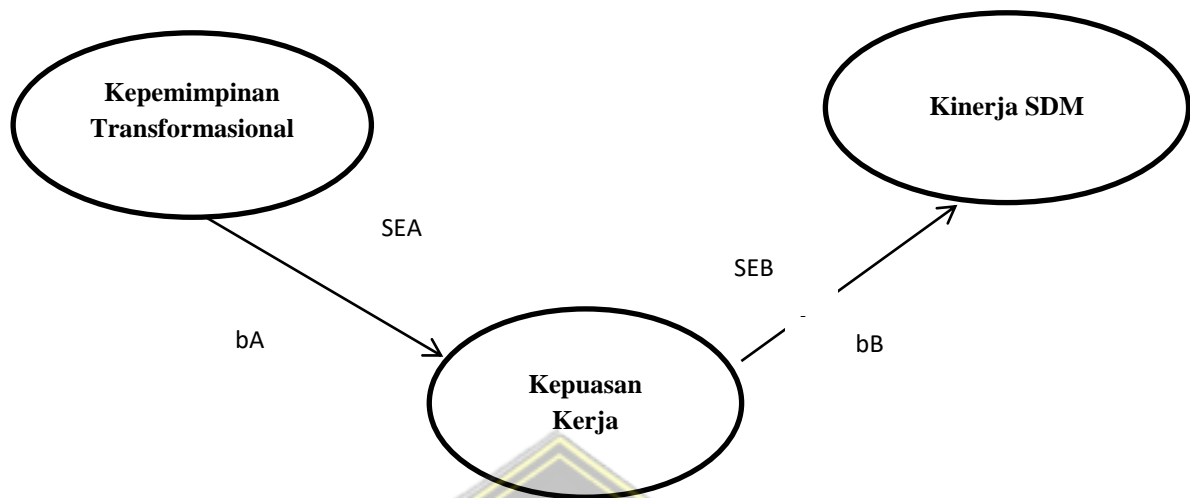 Kepemimpinan
Transformasional
Kinerja SDM
SEA
SEB
bA
bB
Kepuasan
Kerja